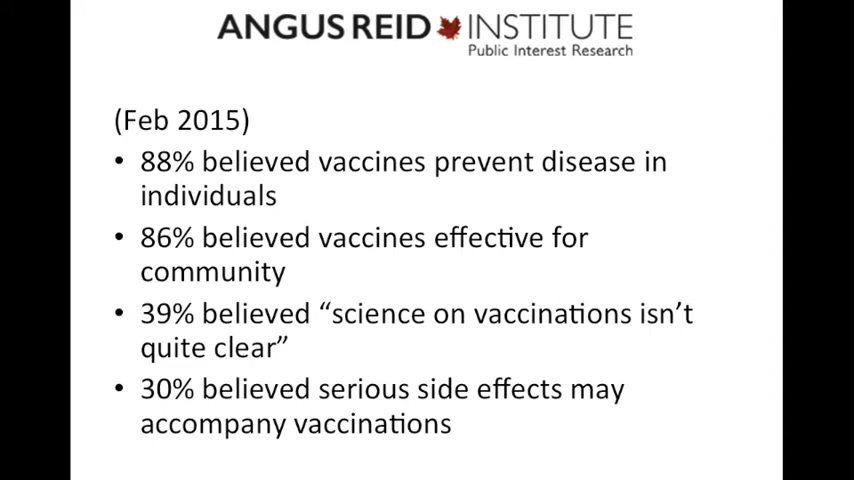 ANGUS REID INSTITUTE
Public Interest Research
(Feb 2015)
• 88% believed vaccines prevent disease in
individuals
• 86% believed vaccines effective for
community
• 39% believed “science on vaccinations isn’t
quite clear”
• 30% believed serious side effects may
accompany vaccinations